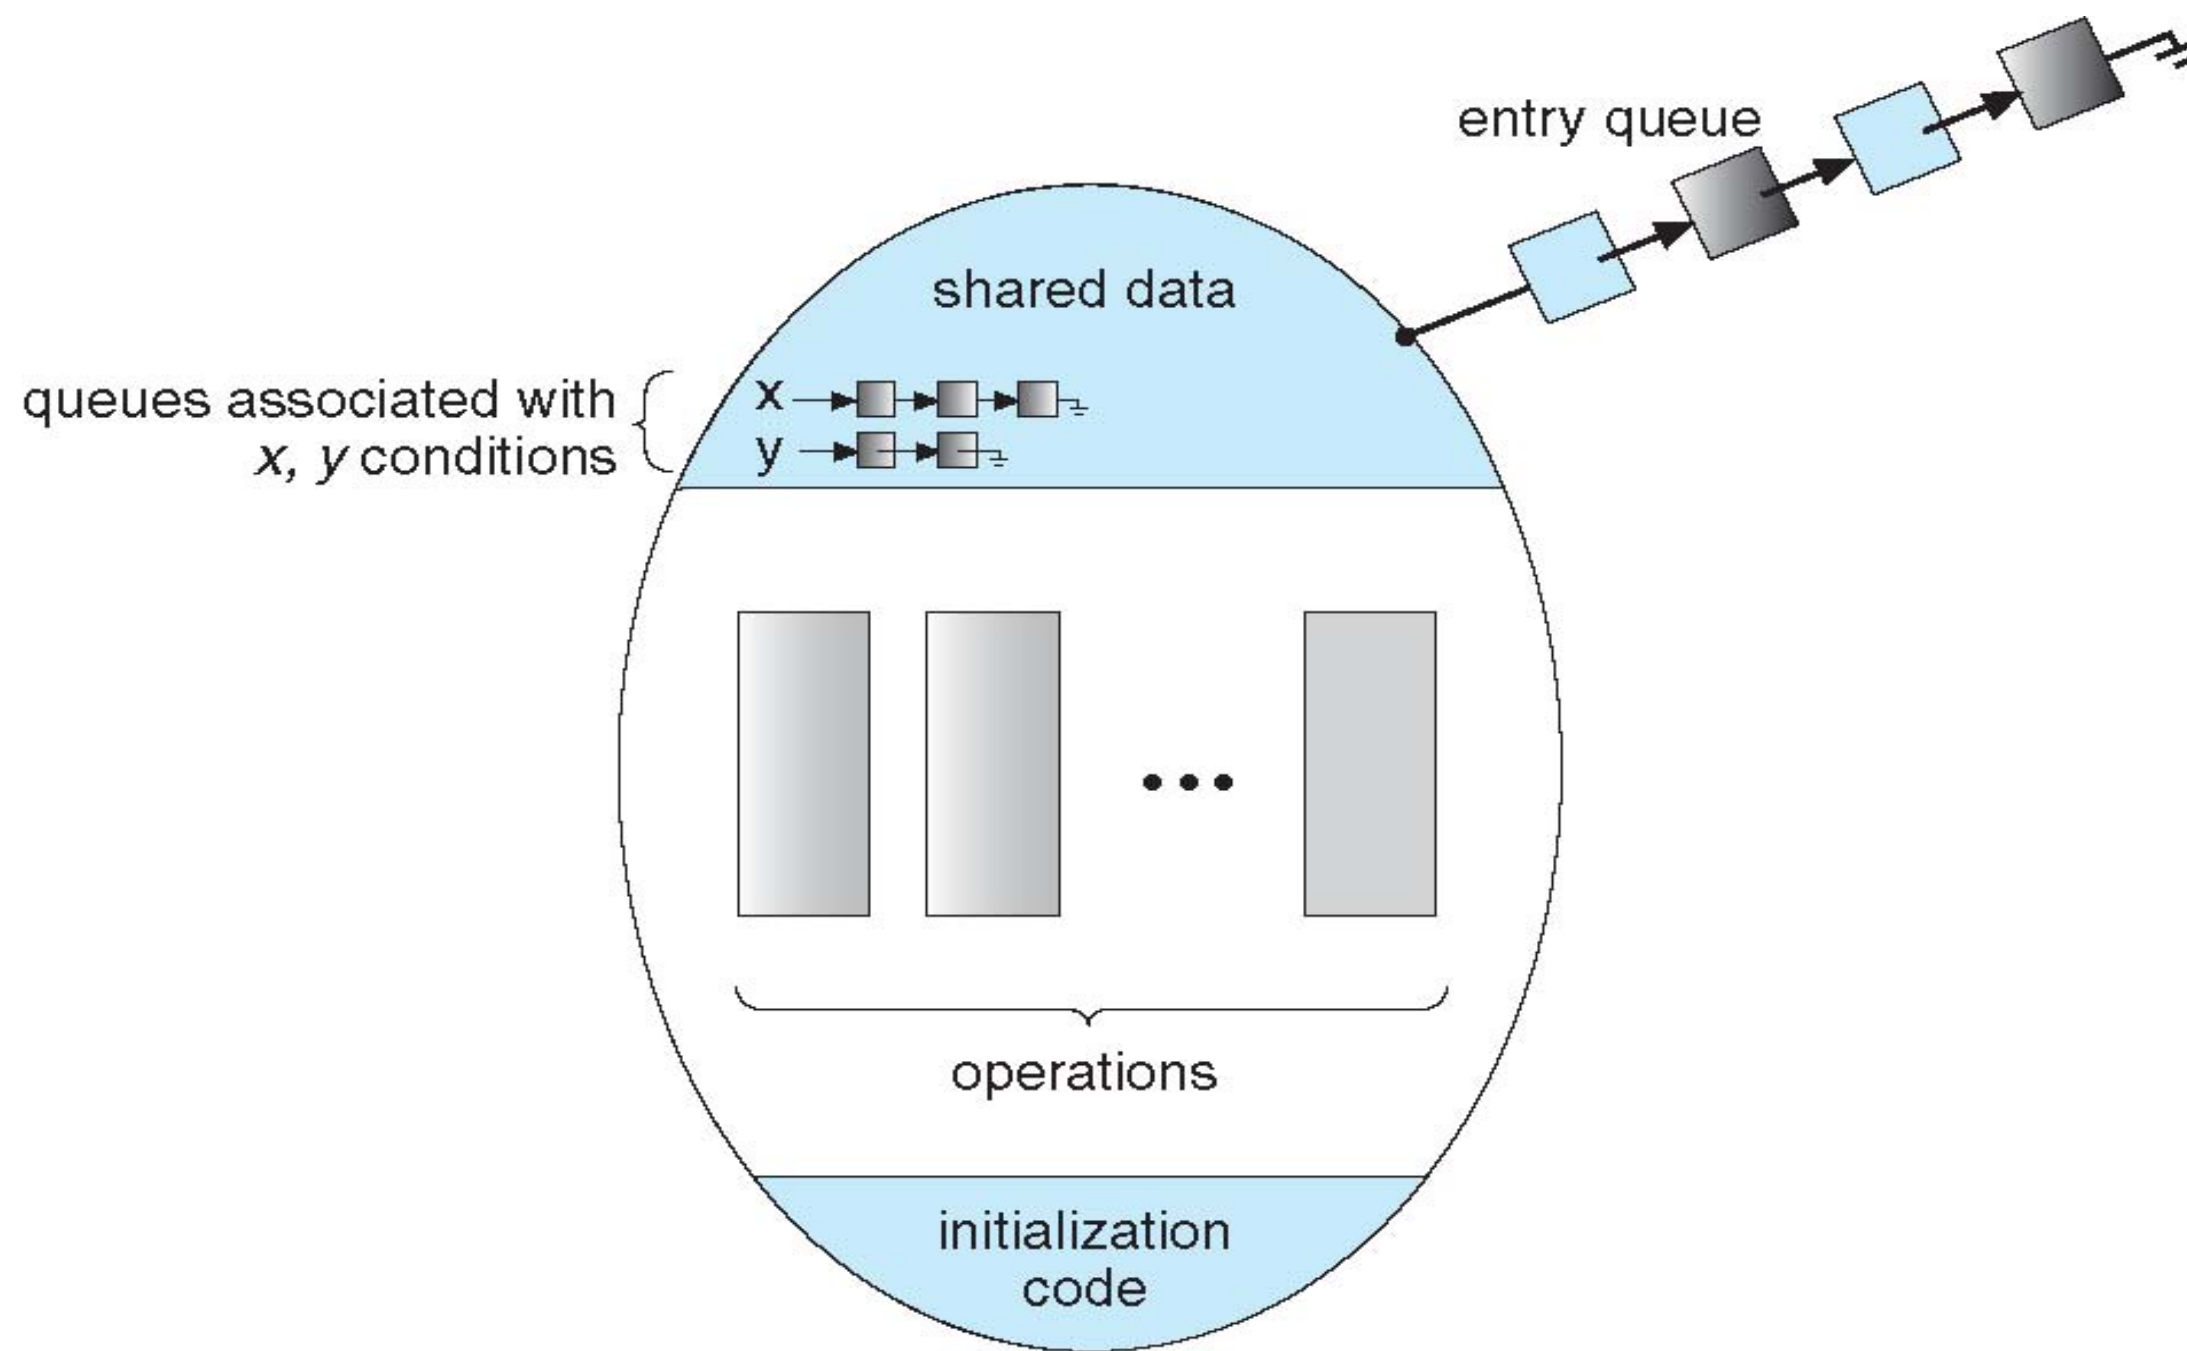 entry queue
shared data
queues associated with
x, y conditions
x
y
operations
initialization
code